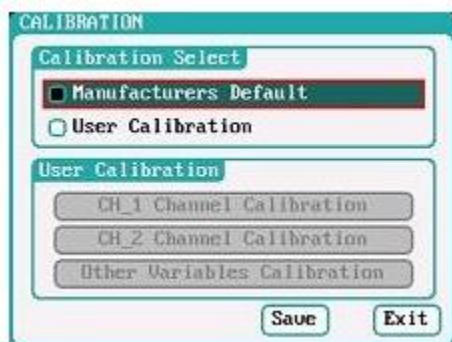 CALIBRATION
Calibration Select
Manufacturers Default
User Calibration
User Calibration
CH_1 Channel Calibration
CH_2 Channel Calibration
Other Variables Calibration
Save Exit